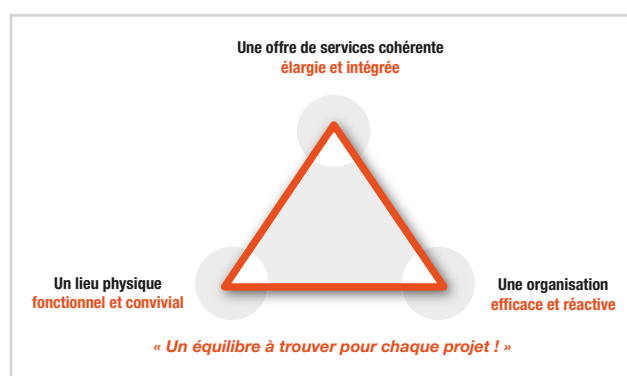 Une offre de services cohérente
élargie et intégrée
Un lieu physique
fonctionnel et convivial
Une organisation
efficace et réactive
« Un équilibre à trouver pour chaque projet ! »